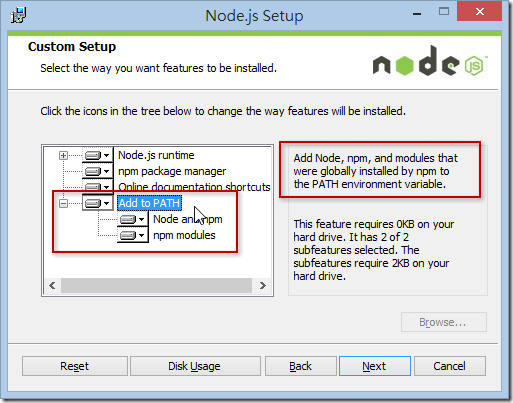 Node.js Setup
Custom Setup
Select the way you want features to be installed.
node
JS
Click the icons in the tree below to change the way features will be installed.
Node.js runtime
npm package manager
Online documentation shortcuts
Add to PATH
Node and npm
npm modules
Add Node, npm, and modules that
were globally installed by npm to
the PATH environment variable.
This feature requires 0KB on your
hard drive. It has 2 of 2
subfeatures selected. The
subfeatures require 2KB on your
hard drive.
Browse...
Reset
Disk Usage
Back
Next
Cancel